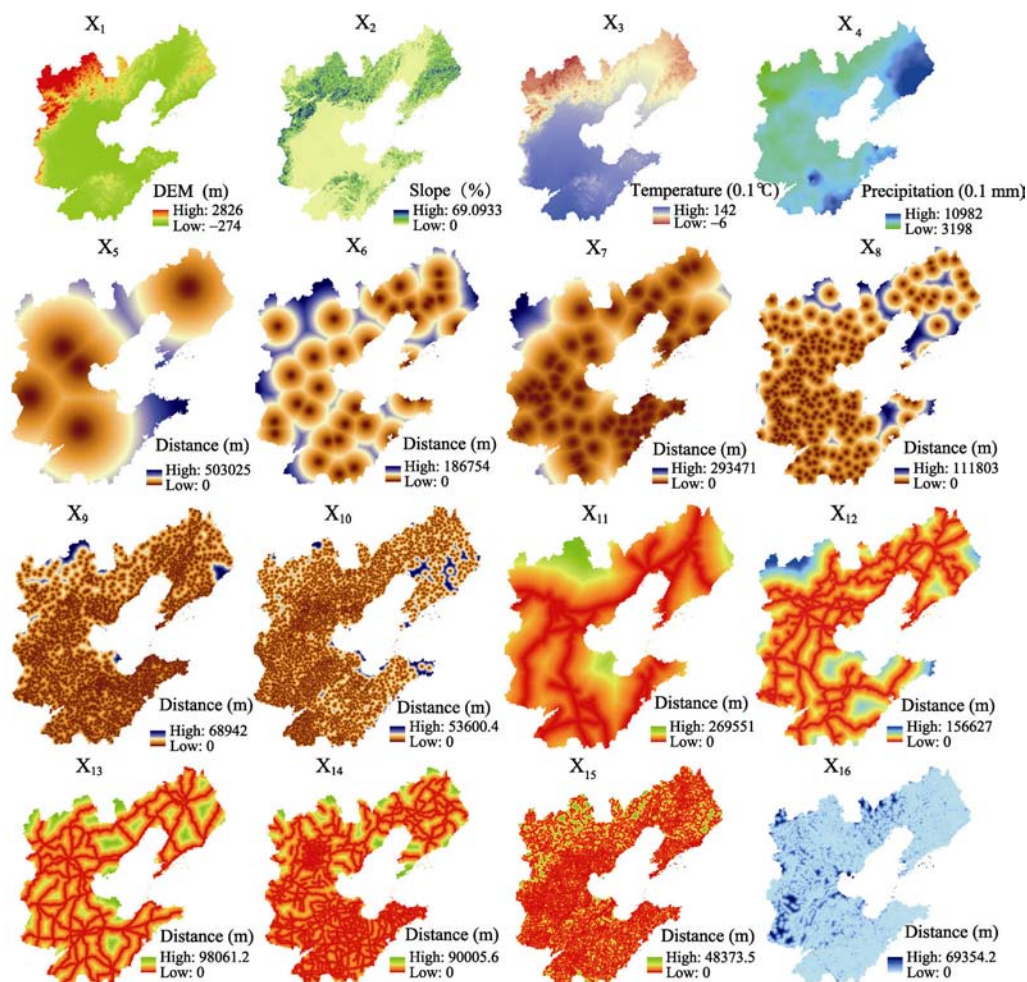 X₁ X₂ X₃ X₄
DEM (m)
High: 2826
Low: −274
Slope (%)
High: 69.0933
Low: 0
Temperature (0.1℃)
High: 142
Low: −6
Precipitation (0.1 mm)
High: 10982
Low: 3198
X₅ X₆ X₇ X₈
Distance (m)
High: 503025
Low: 0
Distance (m)
High: 186754
Low: 0
Distance (m)
High: 293471
Low: 0
Distance (m)
High: 111803
Low: 0
X₉ X₁₀ X₁₁ X₁₂
Distance (m)
High: 68942
Low: 0
Distance (m)
High: 53600.4
Low: 0
Distance (m)
High: 269551
Low: 0
Distance (m)
High: 156627
Low: 0
X₁₃ X₁₄ X₁₅ X₁₆
Distance (m)
High: 98061.2
Low: 0
Distance (m)
High: 90005.6
Low: 0
Distance (m)
High: 48373.5
Low: 0
Distance (m)
High: 69354.2
Low: 0